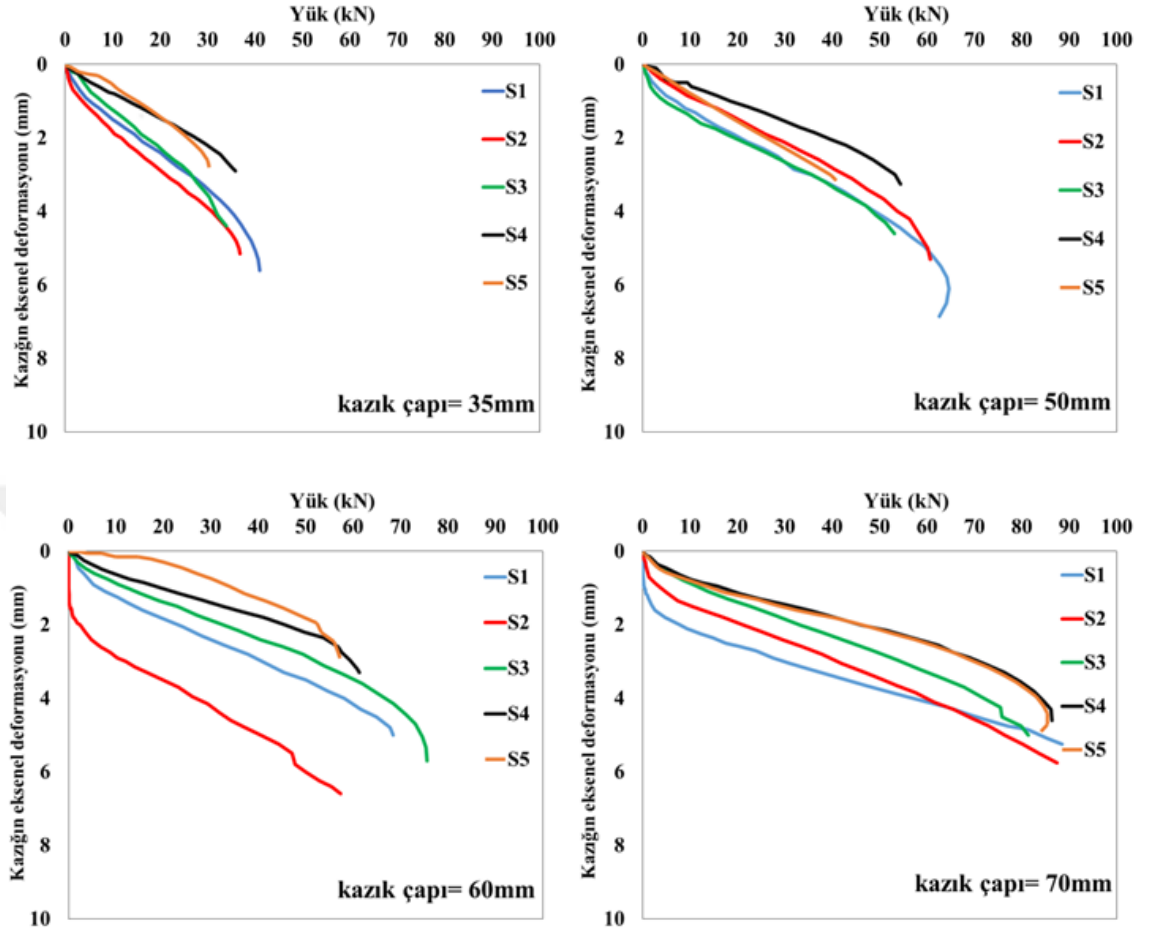 Yük (kN)
0 10 20 30 40 50 60 70 80 90 100
Kazığın eksenel deformasyonu (mm)
0
2
4
6
8
10
S1
S2
S3
S4
S5
kazık çapı= 35mm
Yük (kN)
0 10 20 30 40 50 60 70 80 90 100
Kazığın eksenel deformasyonu (mm)
0
2
4
6
8
10
S1
S2
S3
S4
S5
kazık çapı= 50mm
Yük (kN)
0 10 20 30 40 50 60 70 80 90 100
Kazığın eksenel deformasyonu (mm)
0
2
4
6
8
10
S1
S2
S3
S4
S5
kazık çapı= 60mm
Yük (kN)
0 10 20 30 40 50 60 70 80 90 100
Kazığın eksenel deformasyonu (mm)
0
2
4
6
8
10
S1
S2
S3
S4
S5
kazık çapı= 70mm